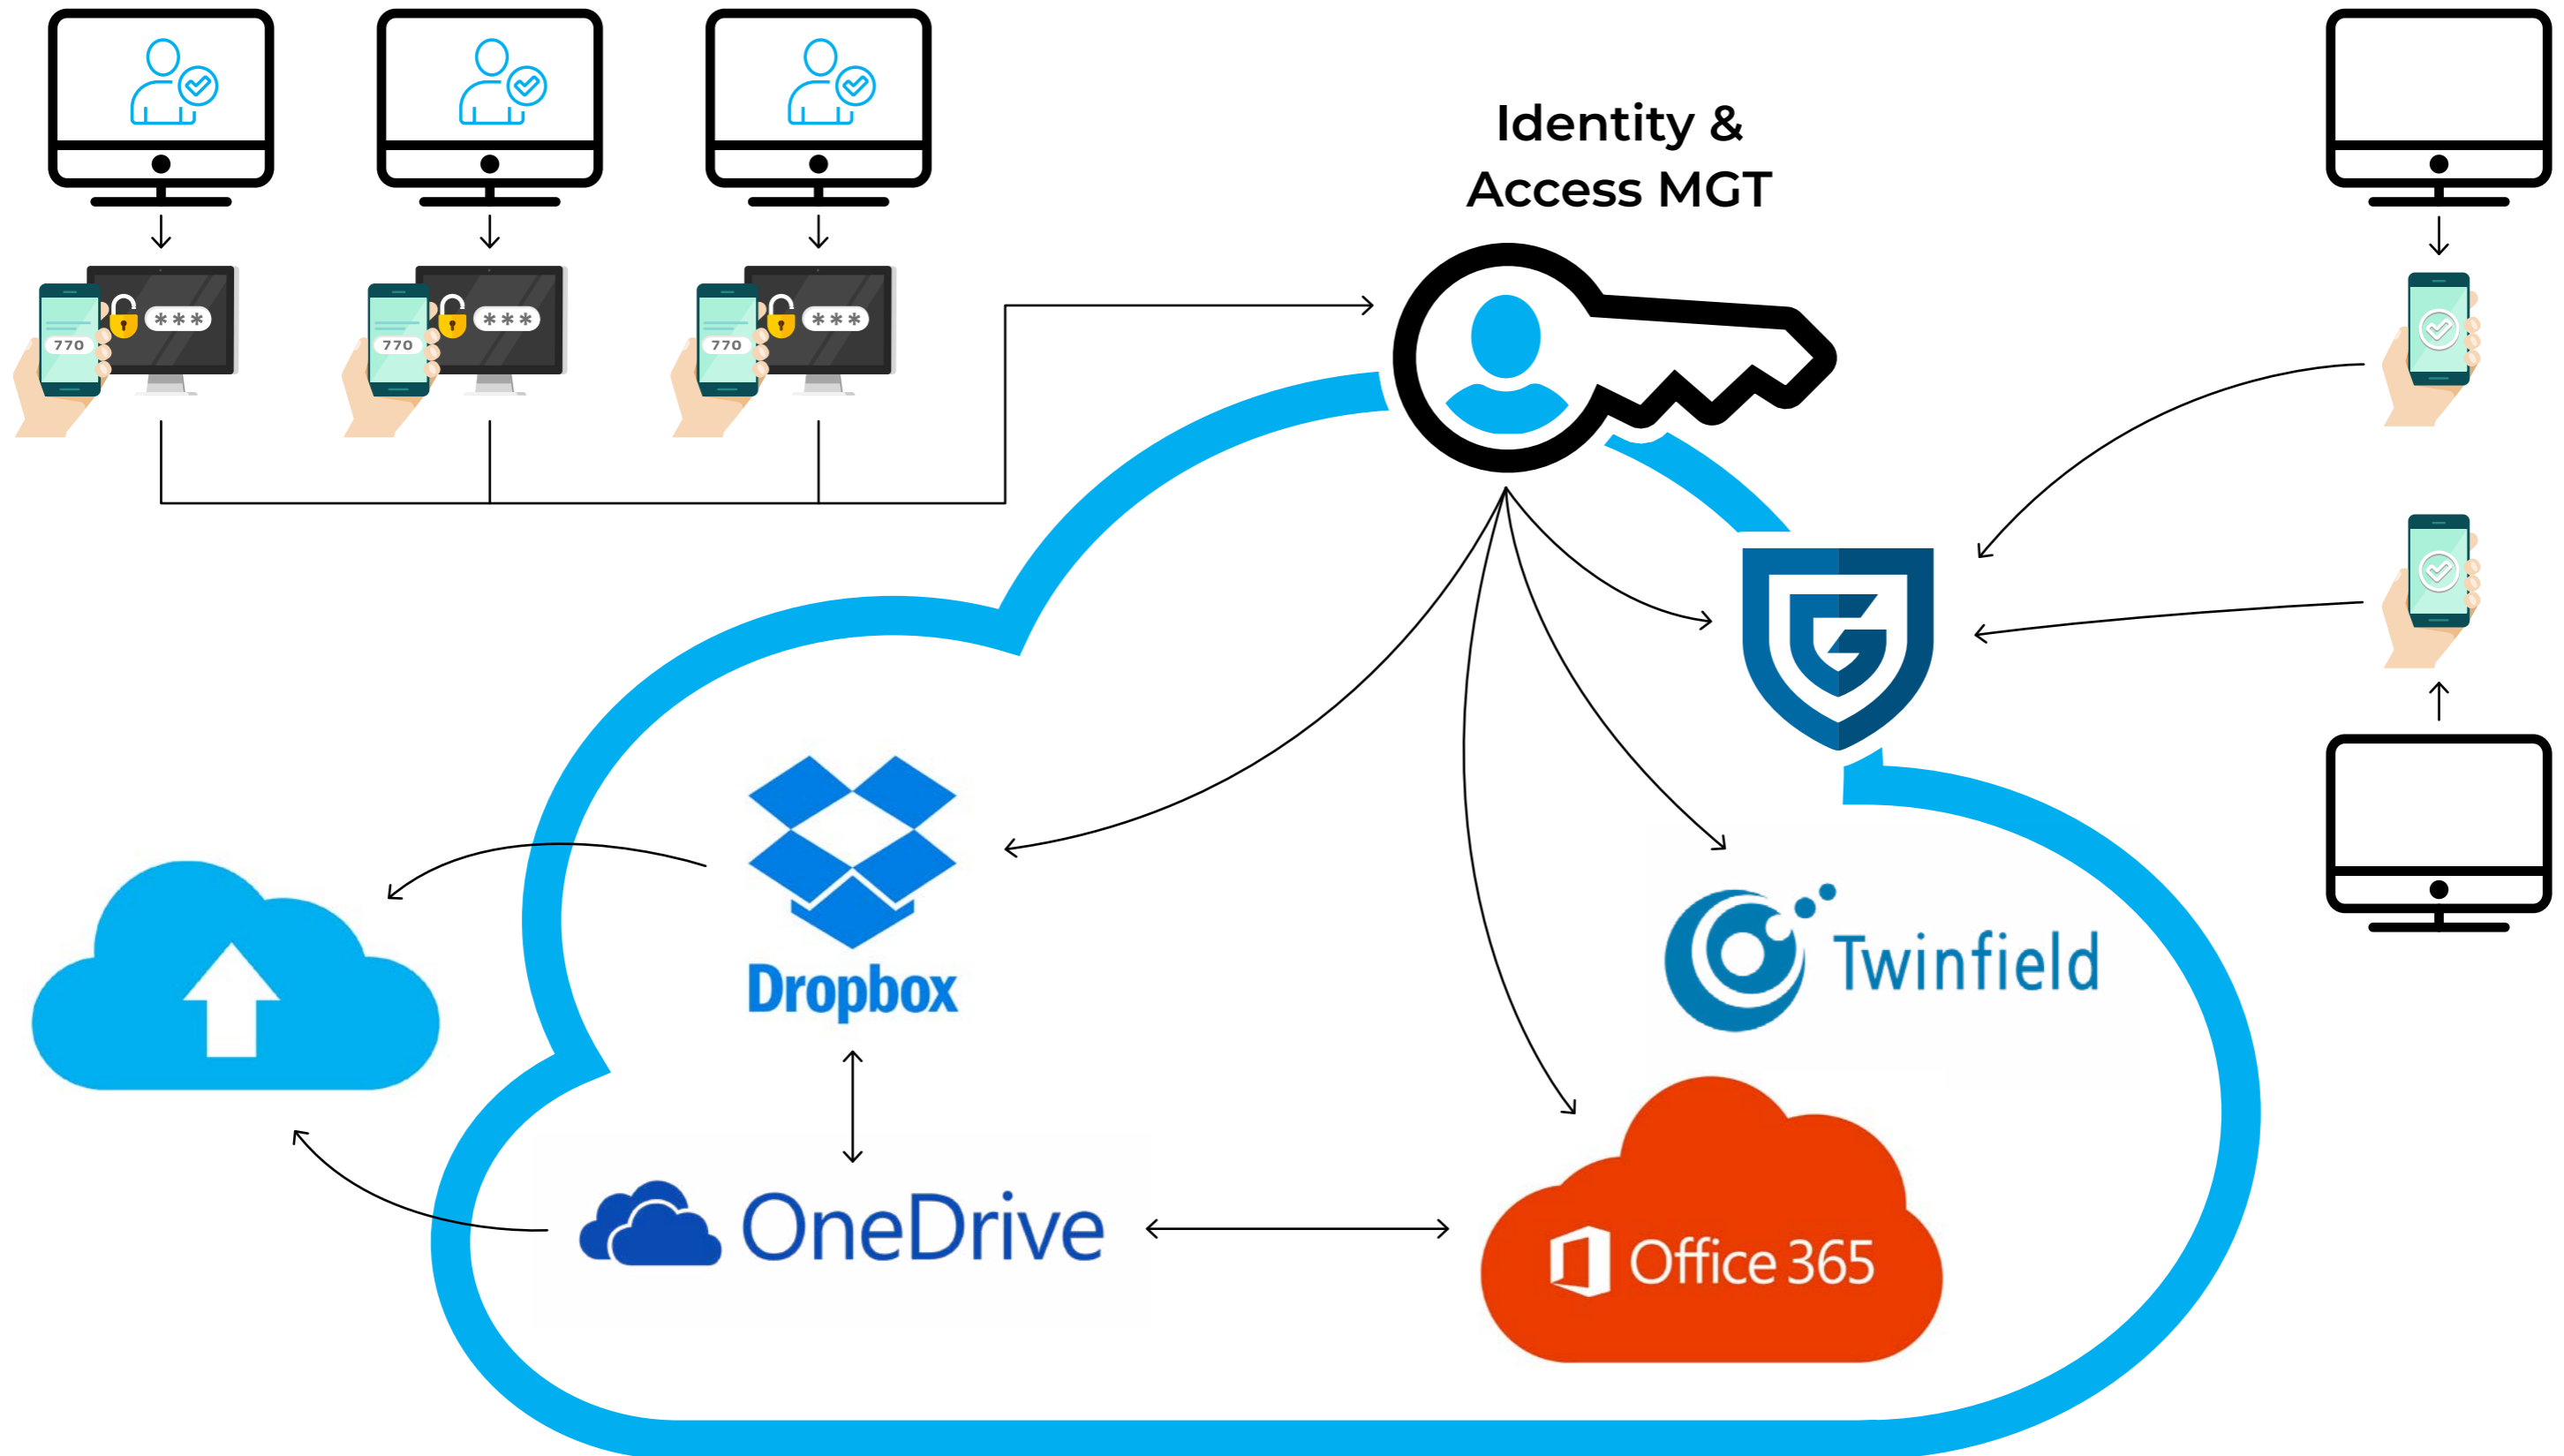 Identity &
Access MGT
770
***
770
***
770
***
Dropbox
Twinfield
OneDrive
Office 365